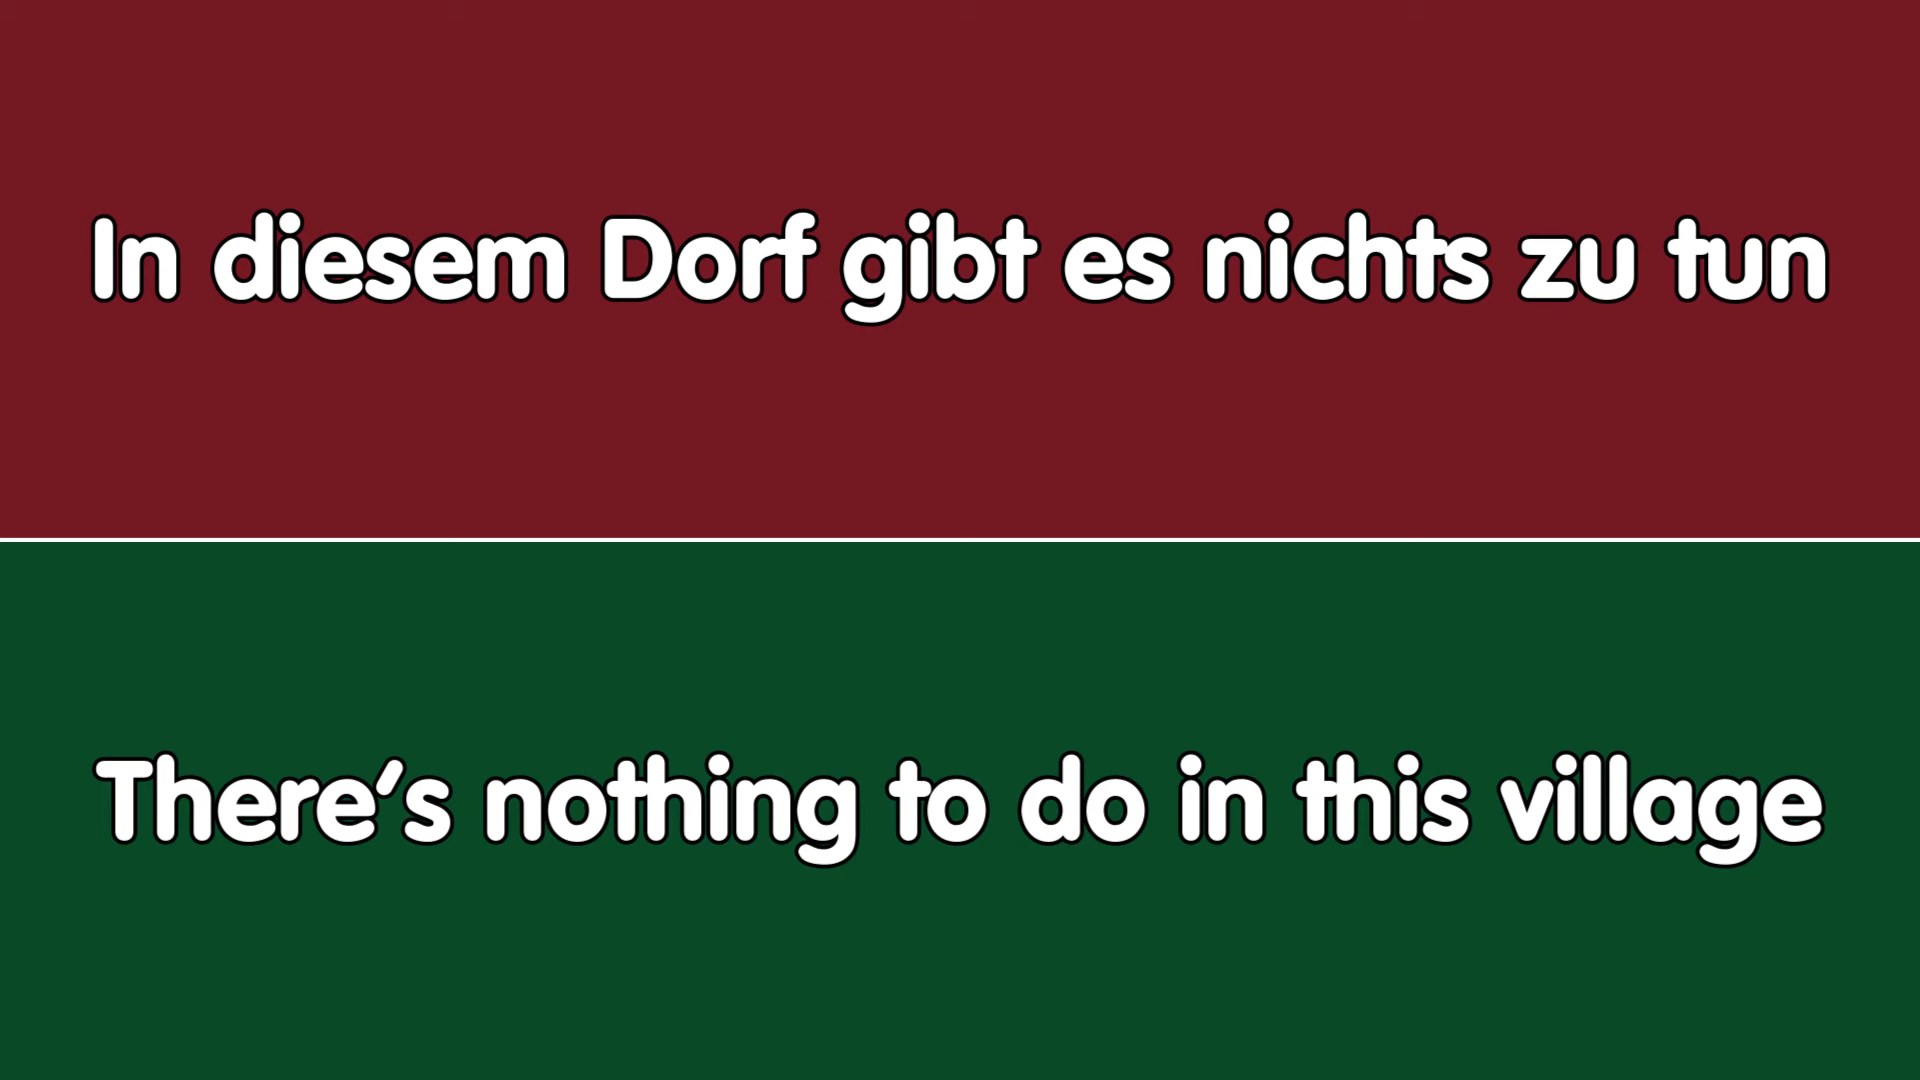 In diesem Dorf gibt es nichts zu tun
There's nothing to do in this village